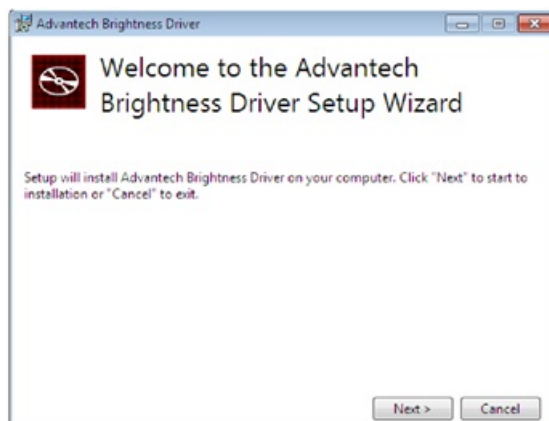 Advantech Brightness Driver
Welcome to the Advantech
Brightness Driver Setup Wizard
Setup will install Advantech Brightness Driver on your computer. Click "Next" to start to
installation or "Cancel" to exit.
Next > Cancel